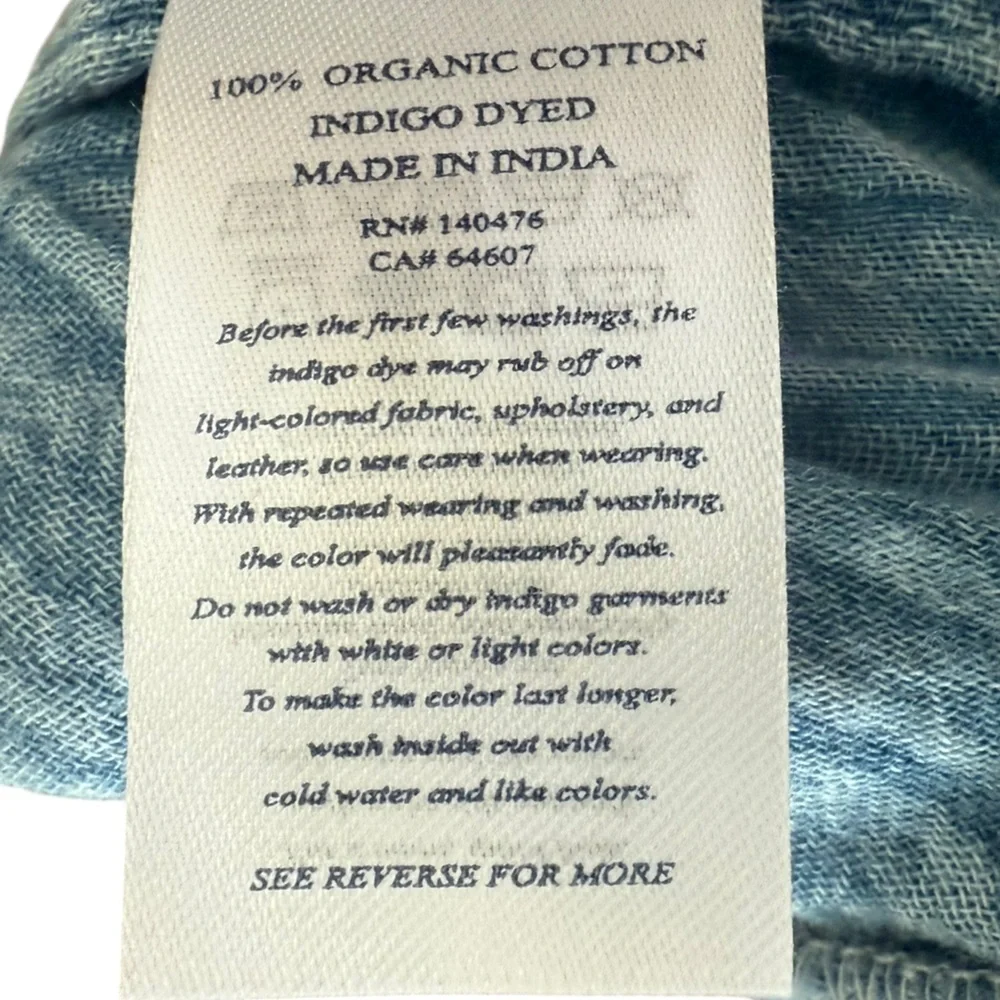 100% ORGANIC COTTON
INDIGO DYED
MADE IN INDIA
RN# 140476
CA# 64607
Before the first few washings, the
indigo dye may rub off on
light-colored fabric, upholstery, and
leather, so use care when wearing.
With repeated wearing and washing,
the color will pleasantly fade.
Do not wash or dry indigo garments
with white or light colors.
To make the color last longer,
wash inside out with
cold water and like colors.
SEE REVERSE FOR MORE